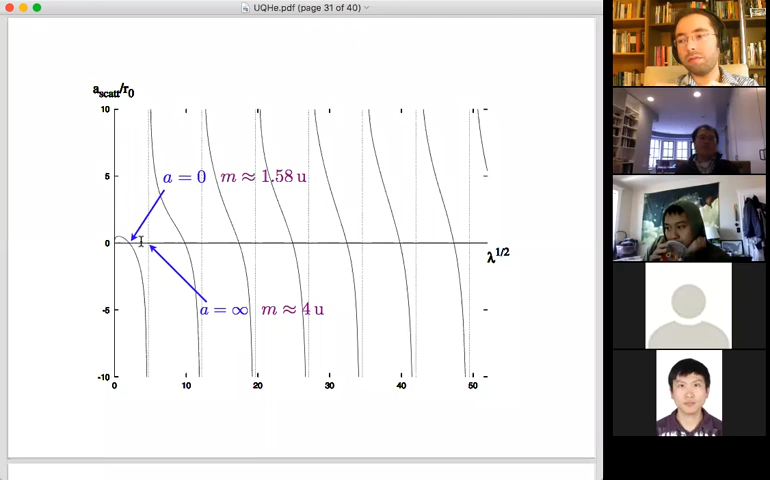 UQHe.pdf (page 31 of 40)
a_scatt/r_0
10
5
0
-5
-10
a = 0 m ≈ 1.58 u
a = ∞ m ≈ 4 u
λ^1/2
0 10 20 30 40 50